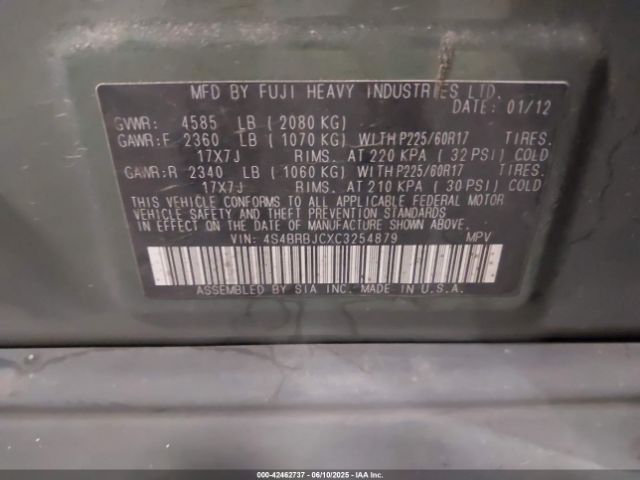 MFD BY FUJI HEAVY INDUSTRIES LTD.
DATE: 01/12
GVWR: 4585 LB ( 2080 KG)
GAWR:F 2360 LB ( 1070 KG) WITH P225/60R17 TIRES.
17X7J RIMS. AT 220 KPA ( 32 PSI) COLD
GAWR:R 2340 LB ( 1060 KG) WITH P225/60R17 TIRES.
17X7J RIMS. AT 210 KPA ( 30 PSI) COLD
THIS VEHICLE CONFORMS TO ALL APPLICABLE FEDERAL MOTOR
VEHICLE SAFETY AND THEFT PREVENTION STANDARDS
IN EFFECT ON THE DATE OF MANUFACTURE SHOWN ABOVE.
VIN: 4S4BRBJCXC3254879 MPV
ASSEMBLED BY SIA INC. MADE IN U.S.A.
000-42462737 - 06/10/2025 - IAA Inc.